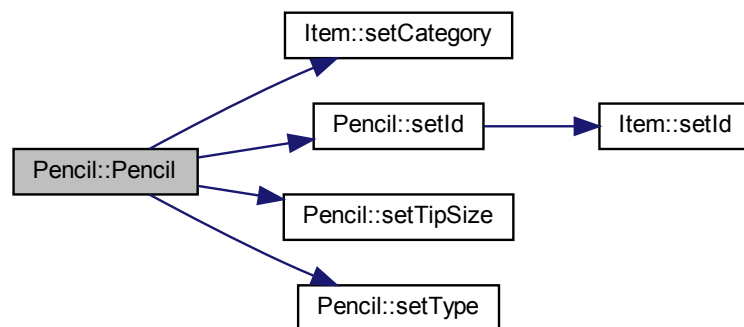 Item::setCategory
Pencil::setId
Item::setId
Pencil::Pencil
Pencil::setTipSize
Pencil::setType